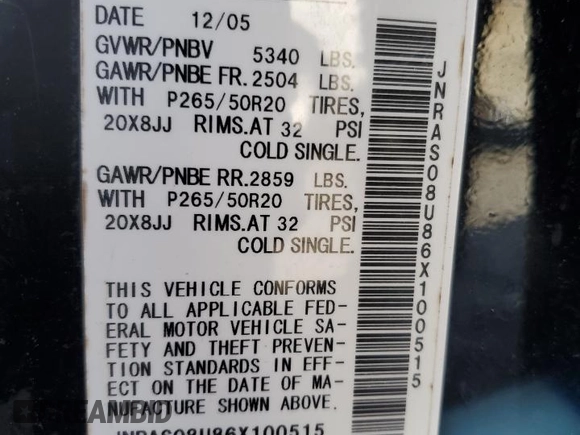 DATE 12/05
GVWR/PNBV 5340 LBS.
GAWR/PNBE FR. 2504 LBS.
WITH P265/50R20 TIRES,
20X8JJ RIMS. AT 32 PSI
COLD SINGLE.
GAWR/PNBE RR. 2859 LBS.
WITH P265/50R20 TIRES,
20X8JJ RIMS. AT 32 PSI
COLD SINGLE.
THIS VEHICLE CONFORMS
TO ALL APPLICABLE FED-
ERAL MOTOR VEHICLE SA-
FETY AND THEFT PREVEN-
TION STANDARDS IN EFF-
ECT ON THE DATE OF MA-
NUFACTURE SHOWN ABOVE.
JNRAS08U86X100515
JNRAS08U86X100515